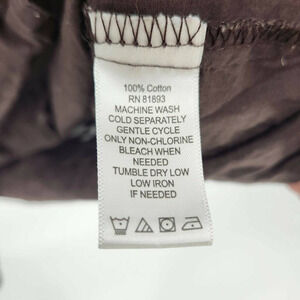 100% Cotton
RN 81893
MACHINE WASH
COLD SEPARATELY
GENTLE CYCLE
ONLY NON-CHLORINE
BLEACH WHEN
NEEDED
TUMBLE DRY LOW
LOW IRON
IF NEEDED